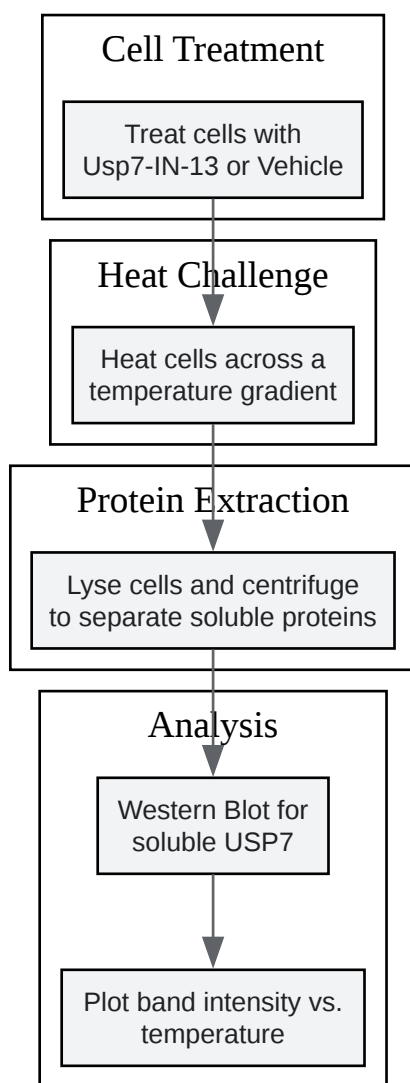 Cell Treatment
Treat cells with
Usp7-IN-13 or Vehicle
Heat Challenge
Heat cells across a
temperature gradient
Protein Extraction
Lyse cells and centrifuge
to separate soluble proteins
Analysis
Western Blot for
soluble USP7
Plot band intensity vs.
temperature